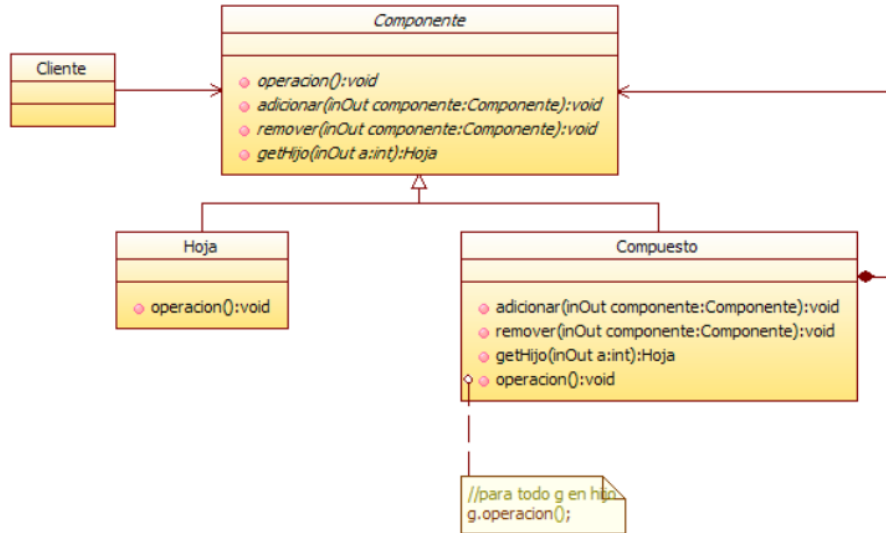 Componente
operacion():void
adicionar(inOut componente:Componente):void
remover(inOut componente:Componente):void
getHijo(inOut a:int):Hoja
Cliente
Hoja
operacion():void
Compuesto
adicionar(inOut componente:Componente):void
remover(inOut componente:Componente):void
getHijo(inOut a:int):Hoja
operacion():void
//para todo g en hijo
g.operacion();